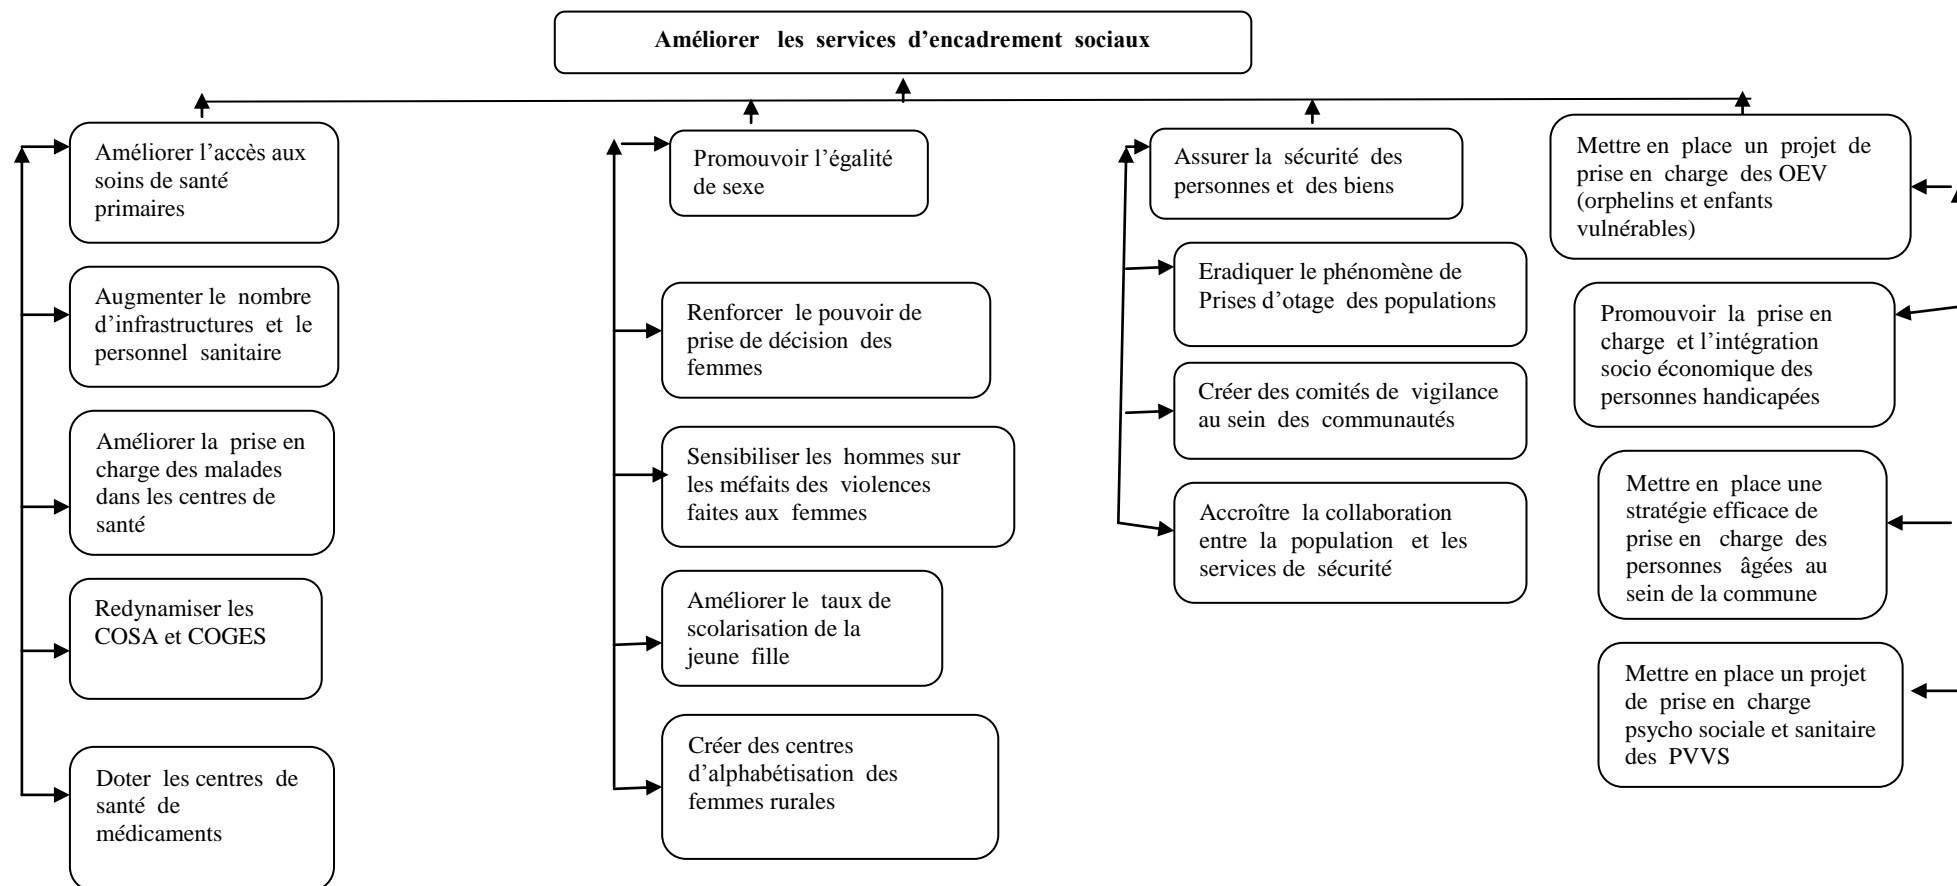 Améliorer les services d'encadrement sociaux
Améliorer l'accès aux
soins de santé
primaires
Augmenter le nombre
d'infrastructures et le
personnel sanitaire
Améliorer la prise en
charge des malades
dans les centres de
santé
Redynamiser les
COSA et COGES
Doter les centres de
santé de
médicaments
Promouvoir l'égalité
de sexe
Renforcer le pouvoir de
prise de décision des
femmes
Sensibiliser les hommes sur
les méfaits des violences
faites aux femmes
Améliorer le taux de
scolarisation de la
jeune fille
Créer des centres
d'alphabétisation des
femmes rurales
Assurer la sécurité des
personnes et des biens
Eradiquer le phénomène de
Prises d'otage des populations
Créer des comités de vigilance
au sein des communautés
Accroître la collaboration
entre la population et les
services de sécurité
Mettre en place un projet de
prise en charge des OEV
(orphelins et enfants
vulnérables)
Promouvoir la prise en
charge et l'intégration
socio économique des
personnes handicapées
Mettre en place une
stratégie efficace de
prise en charge des
personnes âgées au
sein de la commune
Mettre en place un projet
de prise en charge
psycho sociale et sanitaire
des PVVS